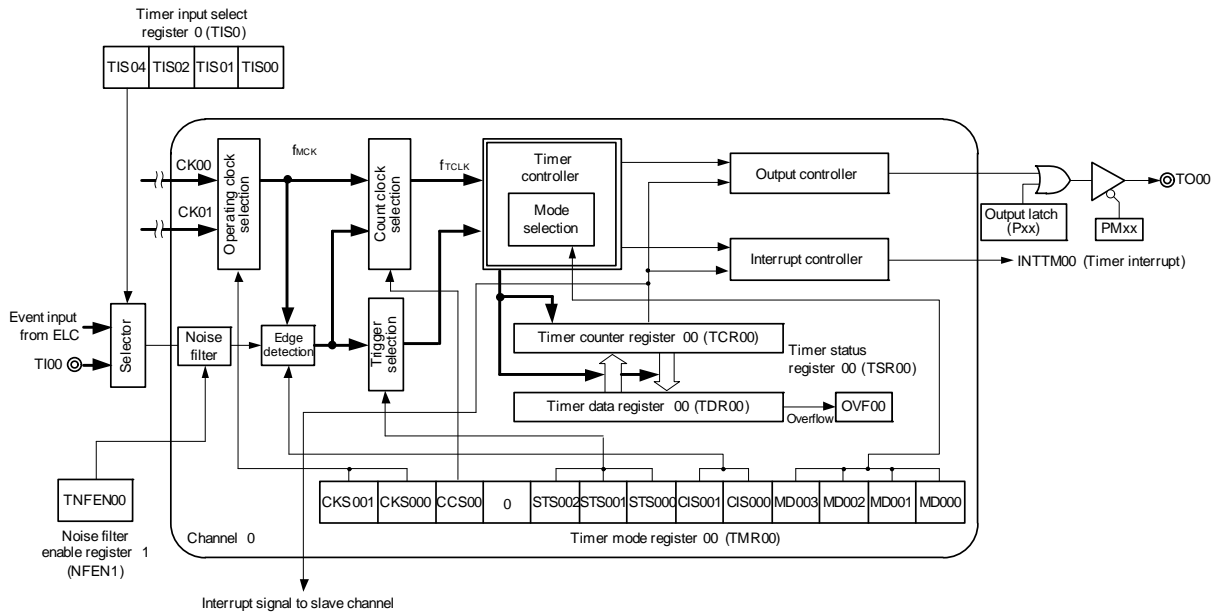 Timer input select
register 0 (TIS0)
TIS04 TIS02 TIS01 TIS00
CK00
CK01
Operating clock
selection
fMCK
Count clock
selection
fTCLK
Timer
controller
Mode
selection
Output controller
Output latch
(Pxx)
PMxx
TO00
Interrupt controller
INTTM00 (Timer interrupt)
Event input
from ELC
TI00
Selector
Noise
filter
Edge
detection
Trigger
selection
Timer counter register 00 (TCR00)
Timer status
register 00 (TSR00)
Timer data register 00 (TDR00)
Overflow
OVF00
TNFEN00
Noise filter
enable register 1
(NFEN1)
CKS001 CKS000 CCS00 0 STS002 STS001 STS000 CIS001 CIS000 MD003 MD002 MD001 MD000
Channel 0
Timer mode register 00 (TMR00)
Interrupt signal to slave channel